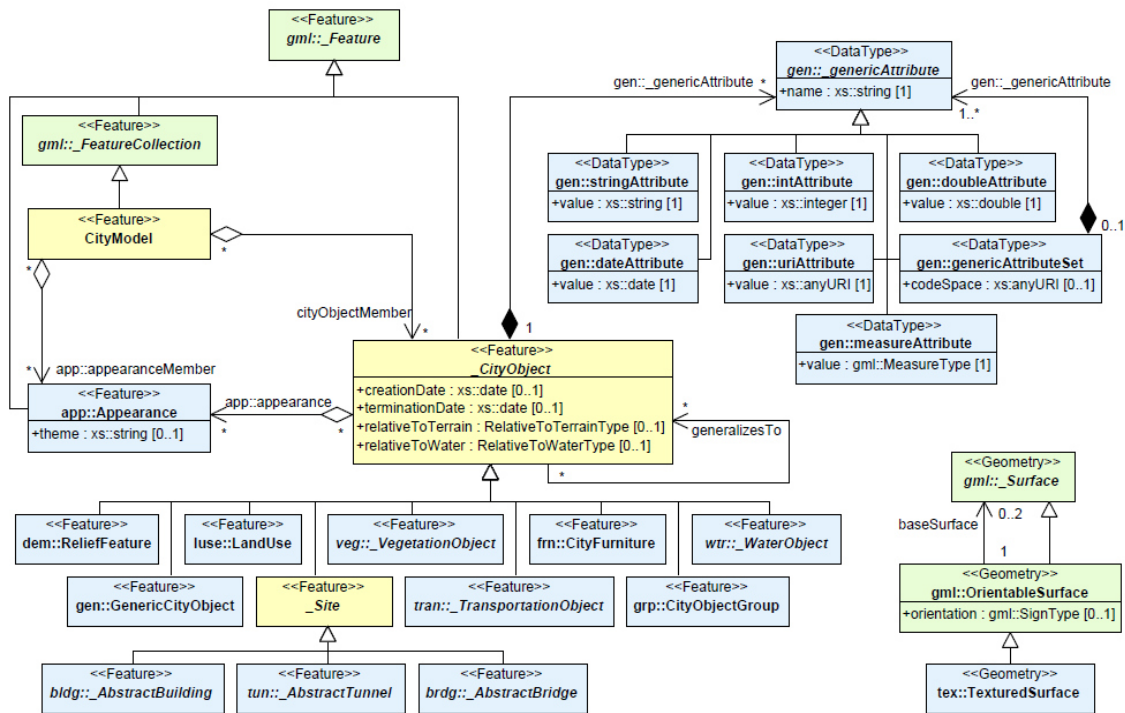 <<Feature>>
gml::_Feature
<<DataType>>
gen::_genericAttribute
+name : xs::string [1]
gen::_genericAttribute
*
gen::_genericAttribute
1..*
<<Feature>>
gml::_FeatureCollection
<<DataType>>
gen::stringAttribute
+value : xs::string [1]
<<DataType>>
gen::intAttribute
+value : xs::integer [1]
<<DataType>>
gen::doubleAttribute
+value : xs::double [1]
<<Feature>>
CityModel
*
*
0..1
<<DataType>>
gen::dateAttribute
+value : xs::date [1]
<<DataType>>
gen::uriAttribute
+value : xs::anyURI [1]
<<DataType>>
gen::genericAttributeSet
+codeSpace : xs:anyURI [0..1]
<<DataType>>
gen::measureAttribute
+value : gml::MeasureType [1]
cityObjectMember
*
1
<<Feature>>
_CityObject
+creationDate : xs::date [0..1]
+terminationDate : xs::date [0..1]
+relativeToTerrain : RelativeToTerrainType [0..1]
+relativeToWater : RelativeToWaterType [0..1]
*
app::appearanceMember
<<Feature>>
app::Appearance
+theme : xs::string [0..1]
app::appearance
*
*
*
generalizesTo
*
<<Geometry>>
gml::_Surface
baseSurface
0..2
1
<<Geometry>>
gml::OrientableSurface
+orientation : gml::SignType [0..1]
<<Geometry>>
tex::TexturedSurface
<<Feature>>
dem::ReliefFeature
<<Feature>>
luse::LandUse
<<Feature>>
veg::_VegetationObject
<<Feature>>
frn::CityFurniture
<<Feature>>
wtr::_WaterObject
<<Feature>>
gen::GenericCityObject
<<Feature>>
_Site
<<Feature>>
tran::_TransportationObject
<<Feature>>
grp::CityObjectGroup
<<Feature>>
bldg::_AbstractBuilding
<<Feature>>
tun::_AbstractTunnel
<<Feature>>
brdg::_AbstractBridge